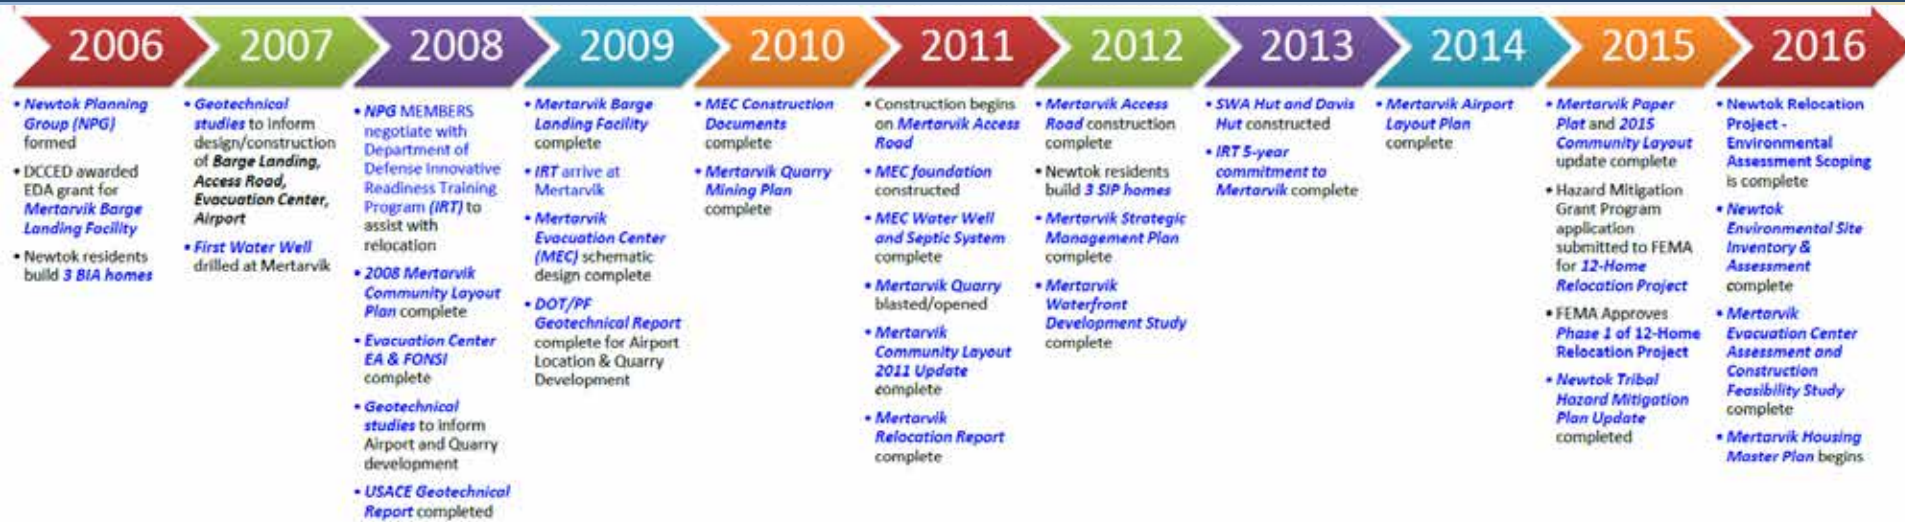 2006
2007
2008
2009
2010
2011
2012
2013
2014
2015
2016
• Newtok Planning
Group (NPG)
formed
• DCCED awarded
EDA grant for
Mertarvik Barge
Landing Facility
• Newtok residents
build 3 BIA homes
• Geotechnical
studies to inform
design/construction
of Barge Landing,
Access Road,
Evacuation Center,
Airport
• First Water Well
drilled at Mertarvik
• NPG MEMBERS
negotiate with
Department of
Defense Innovative
Readiness Training
Program (IRT) to
assist with
relocation
• 2008 Mertarvik
Community Layout
Plan complete
• Evacuation Center
EA & FONSI
complete
• Geotechnical
studies to inform
Airport and Quarry
development
• USACE Geotechnical
Report completed
• Mertarvik Barge
Landing Facility
complete
• IRT arrive at
Mertarvik
• Mertarvik
Evacuation Center
(MEC) schematic
design complete
• DOT/PF
Geotechnical Report
complete for Airport
Location & Quarry
Development
• MEC Construction
Documents
complete
• Mertarvik Quarry
Mining Plan
complete
• Construction begins
on Mertarvik Access
Road
• MEC foundation
constructed
• MEC Water Well
and Septic System
complete
• Mertarvik Quarry
blasted/opened
• Mertarvik
Community Layout
2011 Update
complete
• Mertarvik
Relocation Report
complete
• Mertarvik Access
Road construction
complete
• Newtok residents
build 3 SIP homes
• Mertarvik Strategic
Management Plan
complete
• Mertarvik
Waterfront
Development Study
complete
• SWA Hut and Davis
Hut constructed
• IRT 5-year
commitment to
Mertarvik complete
• Mertarvik Airport
Layout Plan
complete
• Mertarvik Paper
Plat and 2015
Community Layout
update complete
• Hazard Mitigation
Grant Program
application
submitted to FEMA
for 12-Home
Relocation Project
• FEMA Approves
Phase 1 of 12-Home
Relocation Project
• Newtok Tribal
Hazard Mitigation
Plan Update
completed
• Newtok Relocation
Project -
Environmental
Assessment Scoping
is complete
• Newtok
Environmental Site
Inventory &
Assessment
complete
• Mertarvik
Evacuation Center
Assessment and
Construction
Feasibility Study
complete
• Mertarvik Housing
Master Plan begins